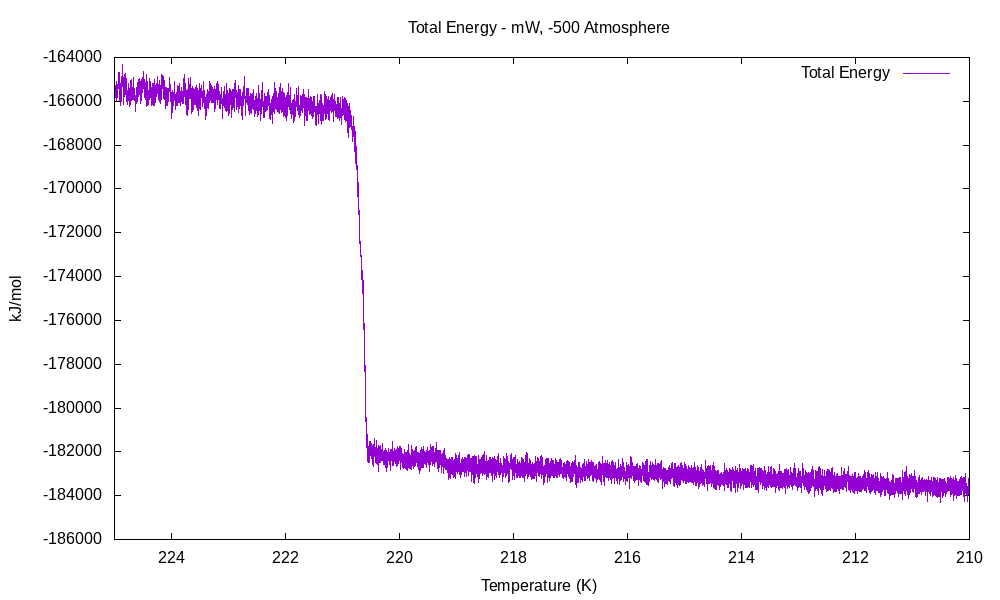 Total Energy - mW, -500 Atmosphere
Total Energy
-164000
-166000
-168000
-170000
-172000
-174000
-176000
-178000
-180000
-182000
-184000
-186000
kJ/mol
224 222 220 218 216 214 212 210
Temperature (K)